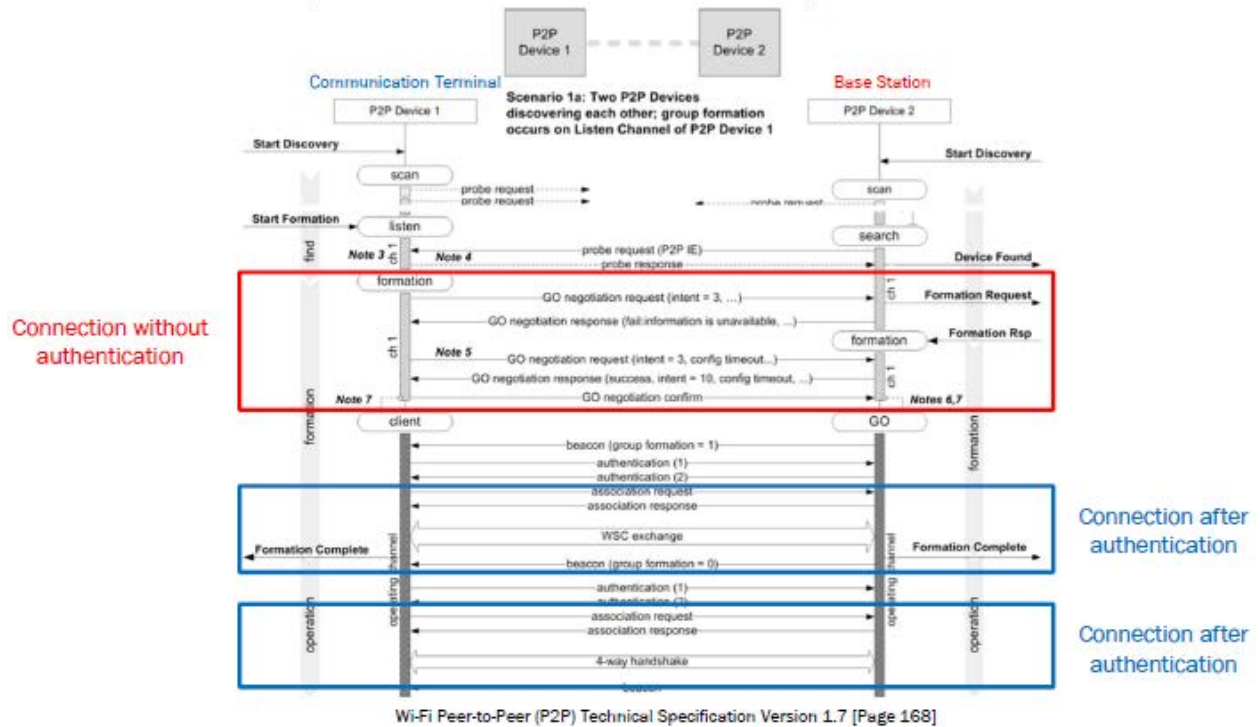 P2P
Device 1
P2P
Device 2
Communication Terminal
Base Station
P2P Device 1
Scenario 1a: Two P2P Devices
discovering each other; group formation
occurs on Listen Channel of P2P Device 1
P2P Device 2
Start Discovery
Start Discovery
scan
scan
probe request
probe request
probe request
Start Formation
listen
search
find
Note 3
ch 1
Note 4
probe request (P2P IE)
probe response
Device Found
formation
ch 1
GO negotiation request (intent = 3, ...)
Formation Request
Connection without
authentication
GO negotiation response (fail:information is unavailable, ...)
formation
Formation Rsp
ch 1
Note 5
GO negotiation request (intent = 3, config timeout...)
GO negotiation response (success, intent = 10, config timeout, ...)
ch 1
Note 7
GO negotiation confirm
Notes 6,7
formation
client
GO
formation
beacon (group formation = 1)
authentication (1)
authentication (2)
association request
association response
Connection after
authentication
WSC exchange
Formation Complete
Formation Complete
beacon (group formation = 0)
operating channel
operating channel
authentication (1)
authentication (2)
association request
association response
operation
operation
Connection after
authentication
4-way handshake
beacon
Wi-Fi Peer-to-Peer (P2P) Technical Specification Version 1.7 [Page 168]